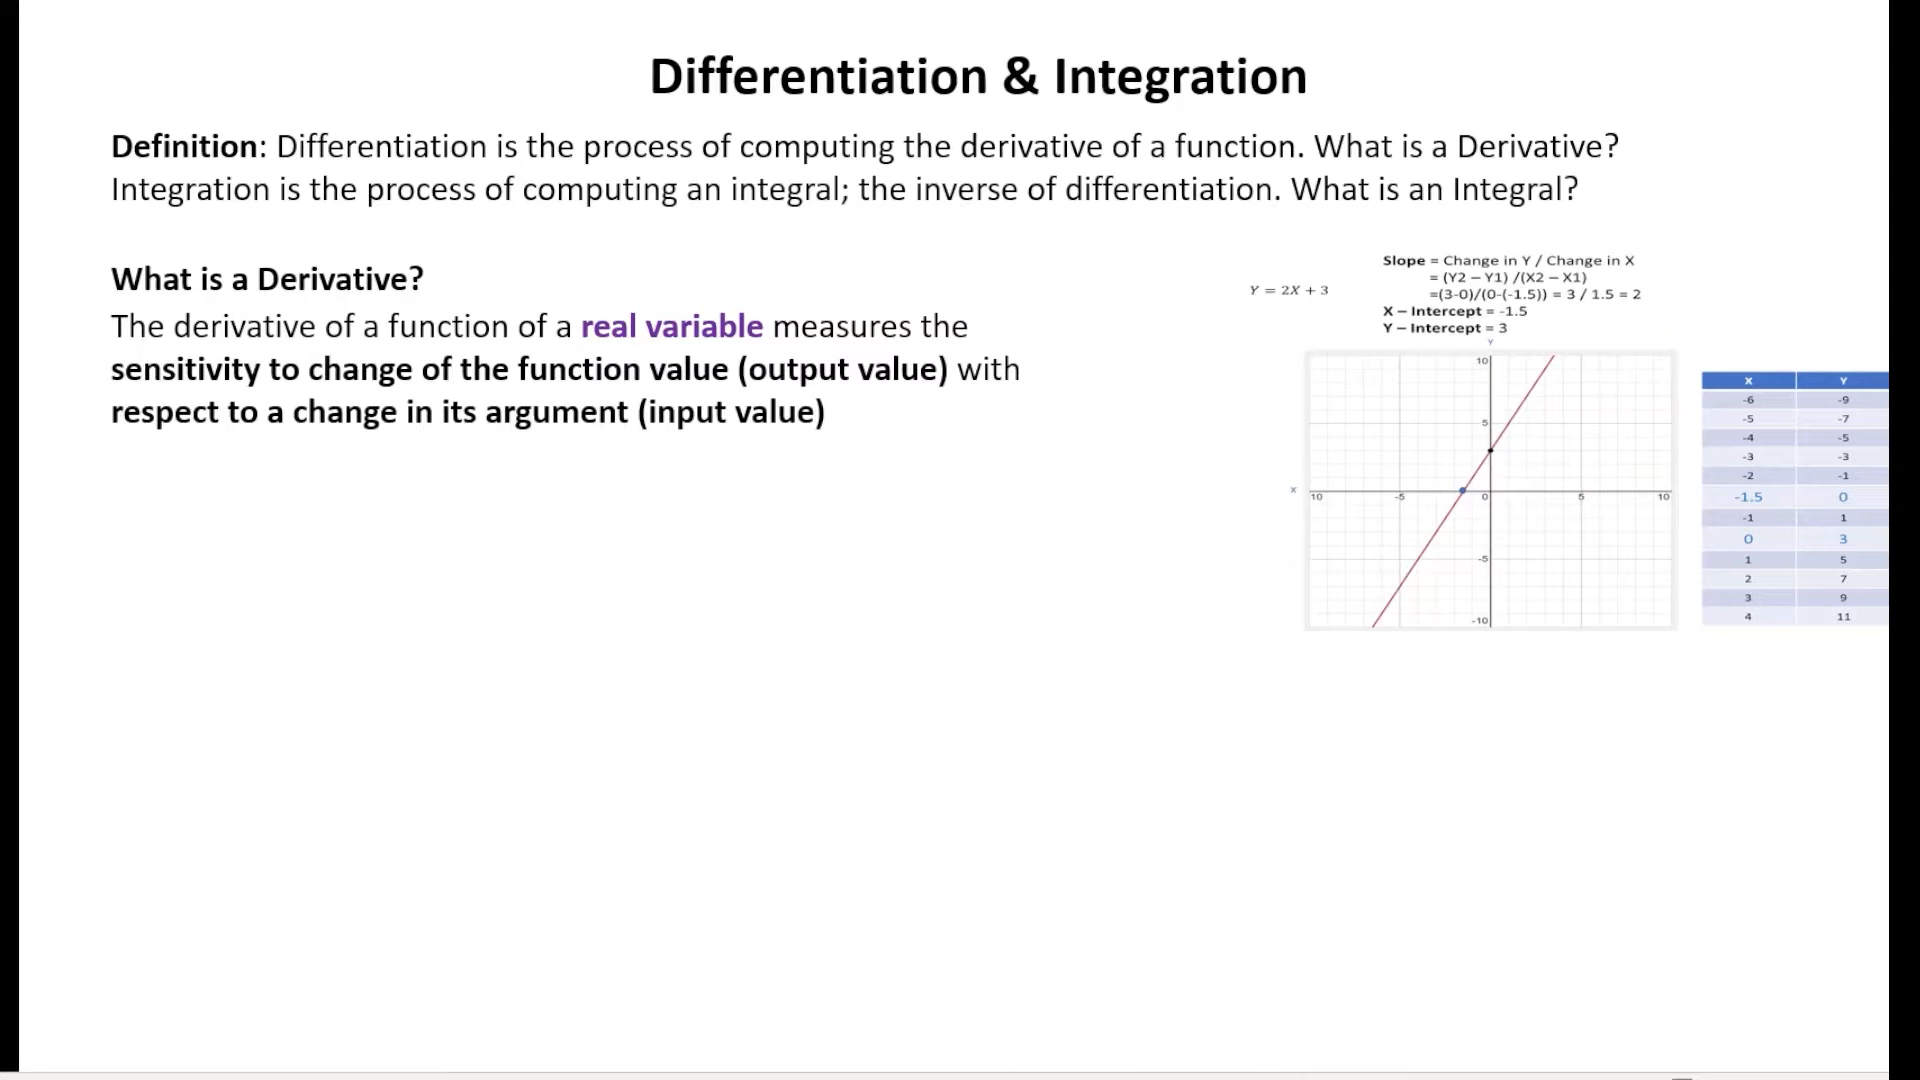 Differentiation & Integration
Definition: Differentiation is the process of computing the derivative of a function. What is a Derivative?
Integration is the process of computing an integral; the inverse of differentiation. What is an Integral?
What is a Derivative?
The derivative of a function of a real variable measures the
sensitivity to change of the function value (output value) with
respect to a change in its argument (input value)
Y = 2X + 3
Slope = Change in Y / Change in X
= (Y2 – Y1) /(X2 – X1)
=(3-0)/(0-(-1.5)) = 3 / 1.5 = 2
X – Intercept = -1.5
Y – Intercept = 3
Y
10
5
X 10 -5 0 5 10
-5
-10
X Y
-6 -9
-5 -7
-4 -5
-3 -3
-2 -1
-1.5 0
-1 1
0 3
1 5
2 7
3 9
4 11